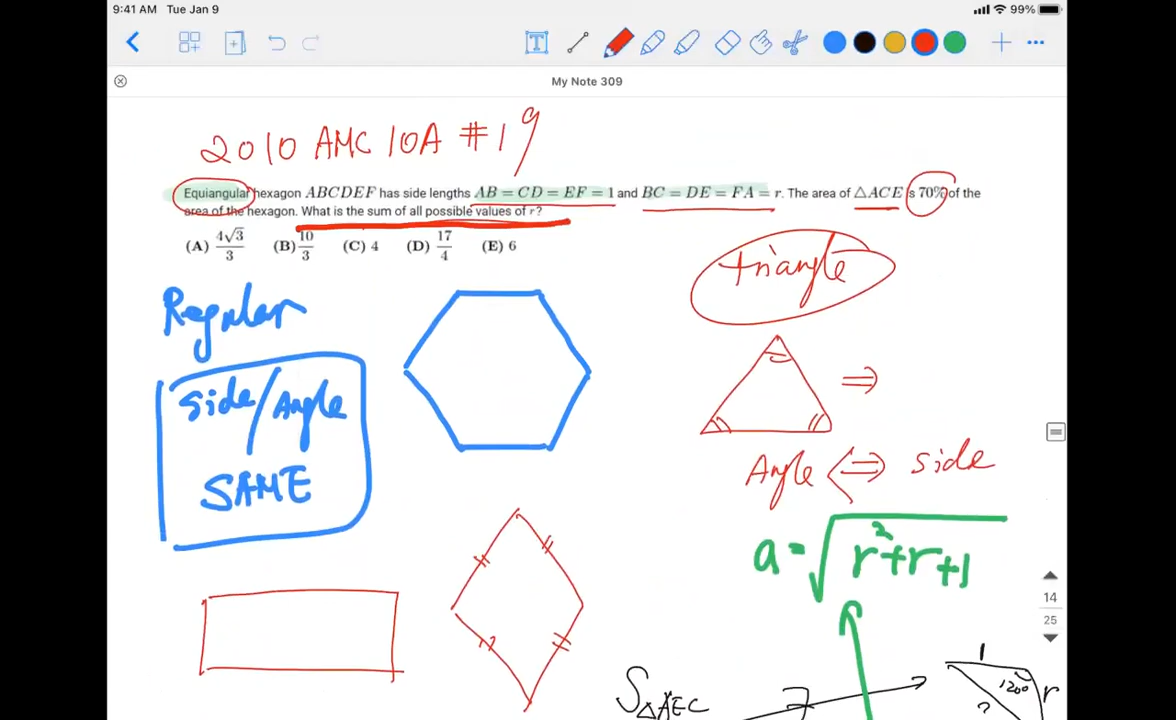 9:41 AM Tue Jan 9
99%
T
My Note 309
2010 AMC 10A #19
Equiangular hexagon ABCDEF has side lengths AB = CD = EF = 1 and BC = DE = FA = r. The area of △ACE is 70% of the
area of the hexagon. What is the sum of all possible values of r?
(A) 4√3/3 (B) 10/3 (C) 4 (D) 17/4 (E) 6
triangle
Regular
Side/Angle
SAME
⇒
Angle ⇔ side
a = √(r²+r+1)
14
25
S△AEC
1
120°
r
?